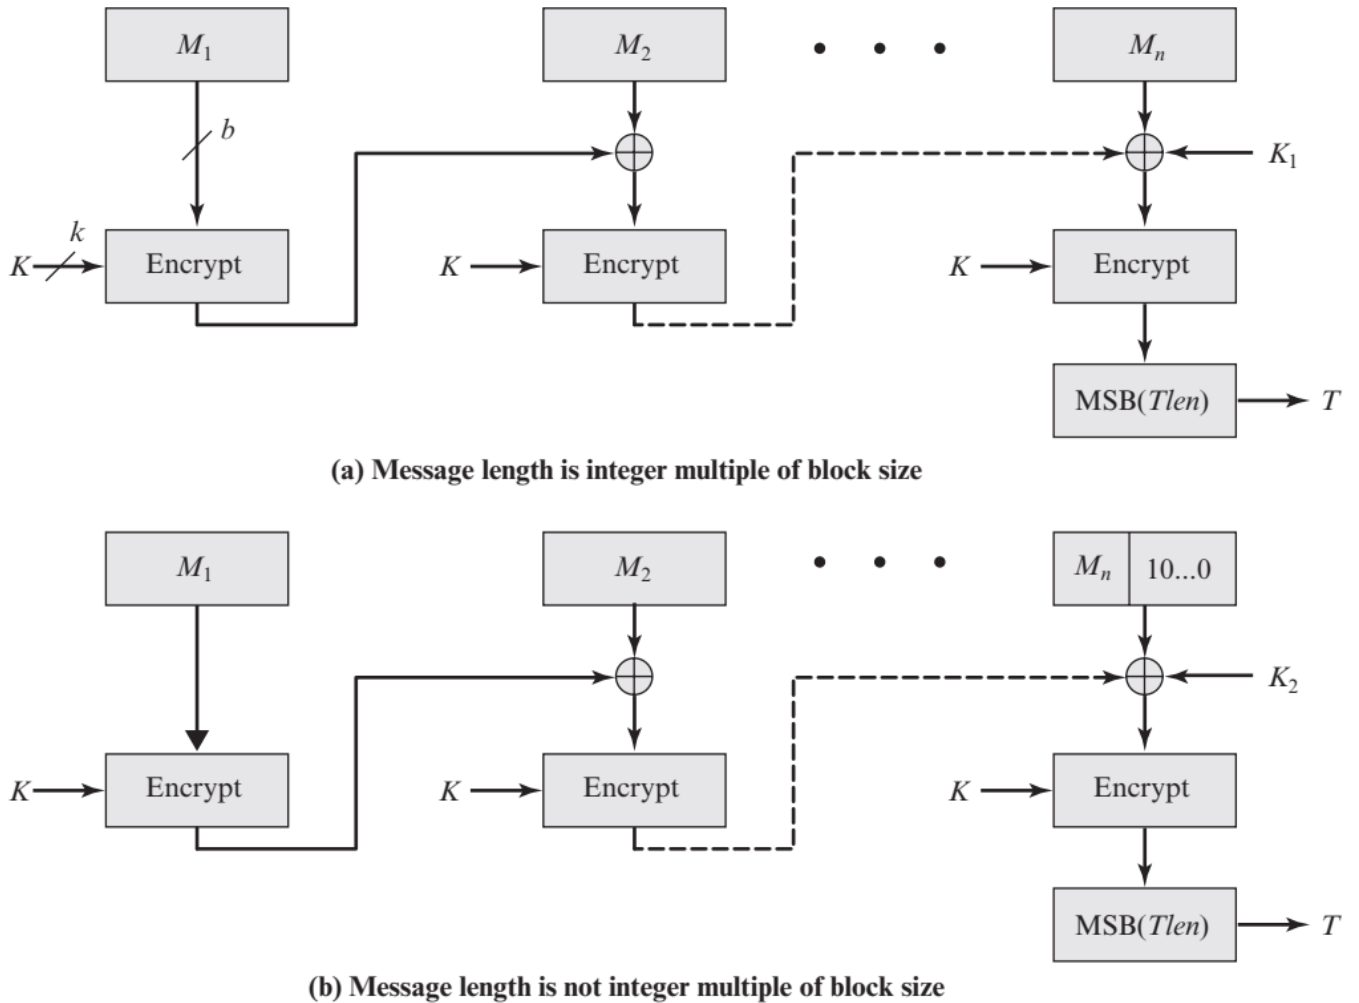 M1 M2 • • • Mn
b
K1
k
K Encrypt K Encrypt K Encrypt
MSB(Tlen) T
(a) Message length is integer multiple of block size
M1 M2 • • • Mn 10...0
K2
K Encrypt K Encrypt K Encrypt
MSB(Tlen) T
(b) Message length is not integer multiple of block size